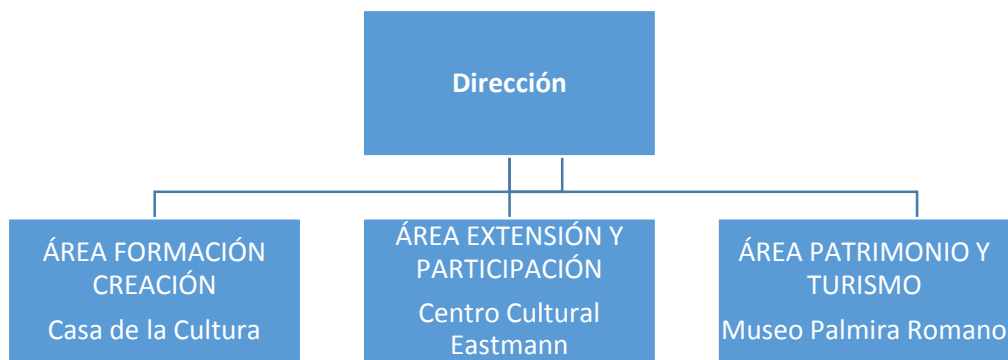 Dirección
ÁREA FORMACIÓN
CREACIÓN
Casa de la Cultura
ÁREA EXTENSIÓN Y
PARTICIPACIÓN
Centro Cultural
Eastmann
ÁREA PATRIMONIO Y
TURISMO
Museo Palmira Romano